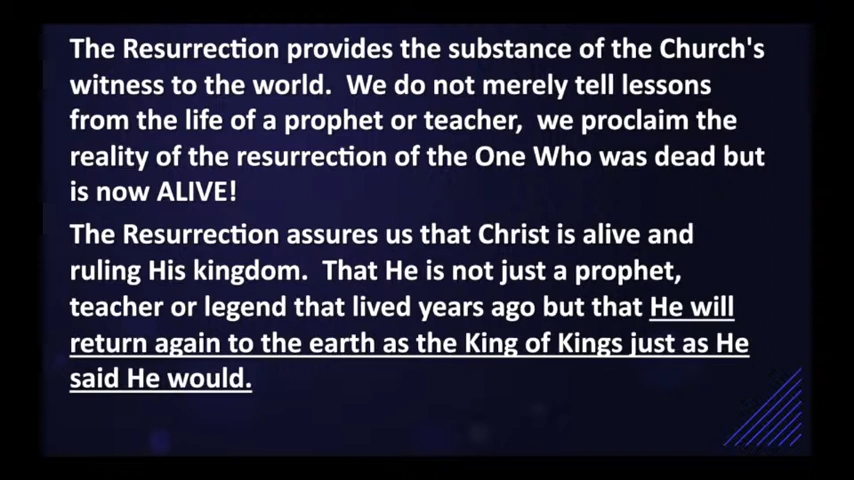 The Resurrection provides the substance of the Church's
witness to the world.  We do not merely tell lessons
from the life of a prophet or teacher,  we proclaim the
reality of the resurrection of the One Who was dead but
is now ALIVE!
The Resurrection assures us that Christ is alive and
ruling His kingdom.  That He is not just a prophet,
teacher or legend that lived years ago but that He will
return again to the earth as the King of Kings just as He
said He would.